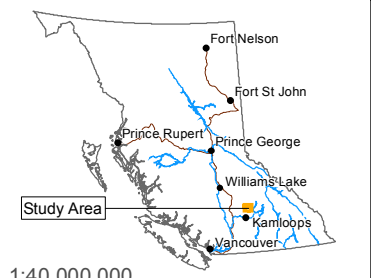 Fort Nelson
Fort St John
Prince Rupert
Prince George
Williams Lake
Study Area
Kamloops
Vancouver
1:40,000,000